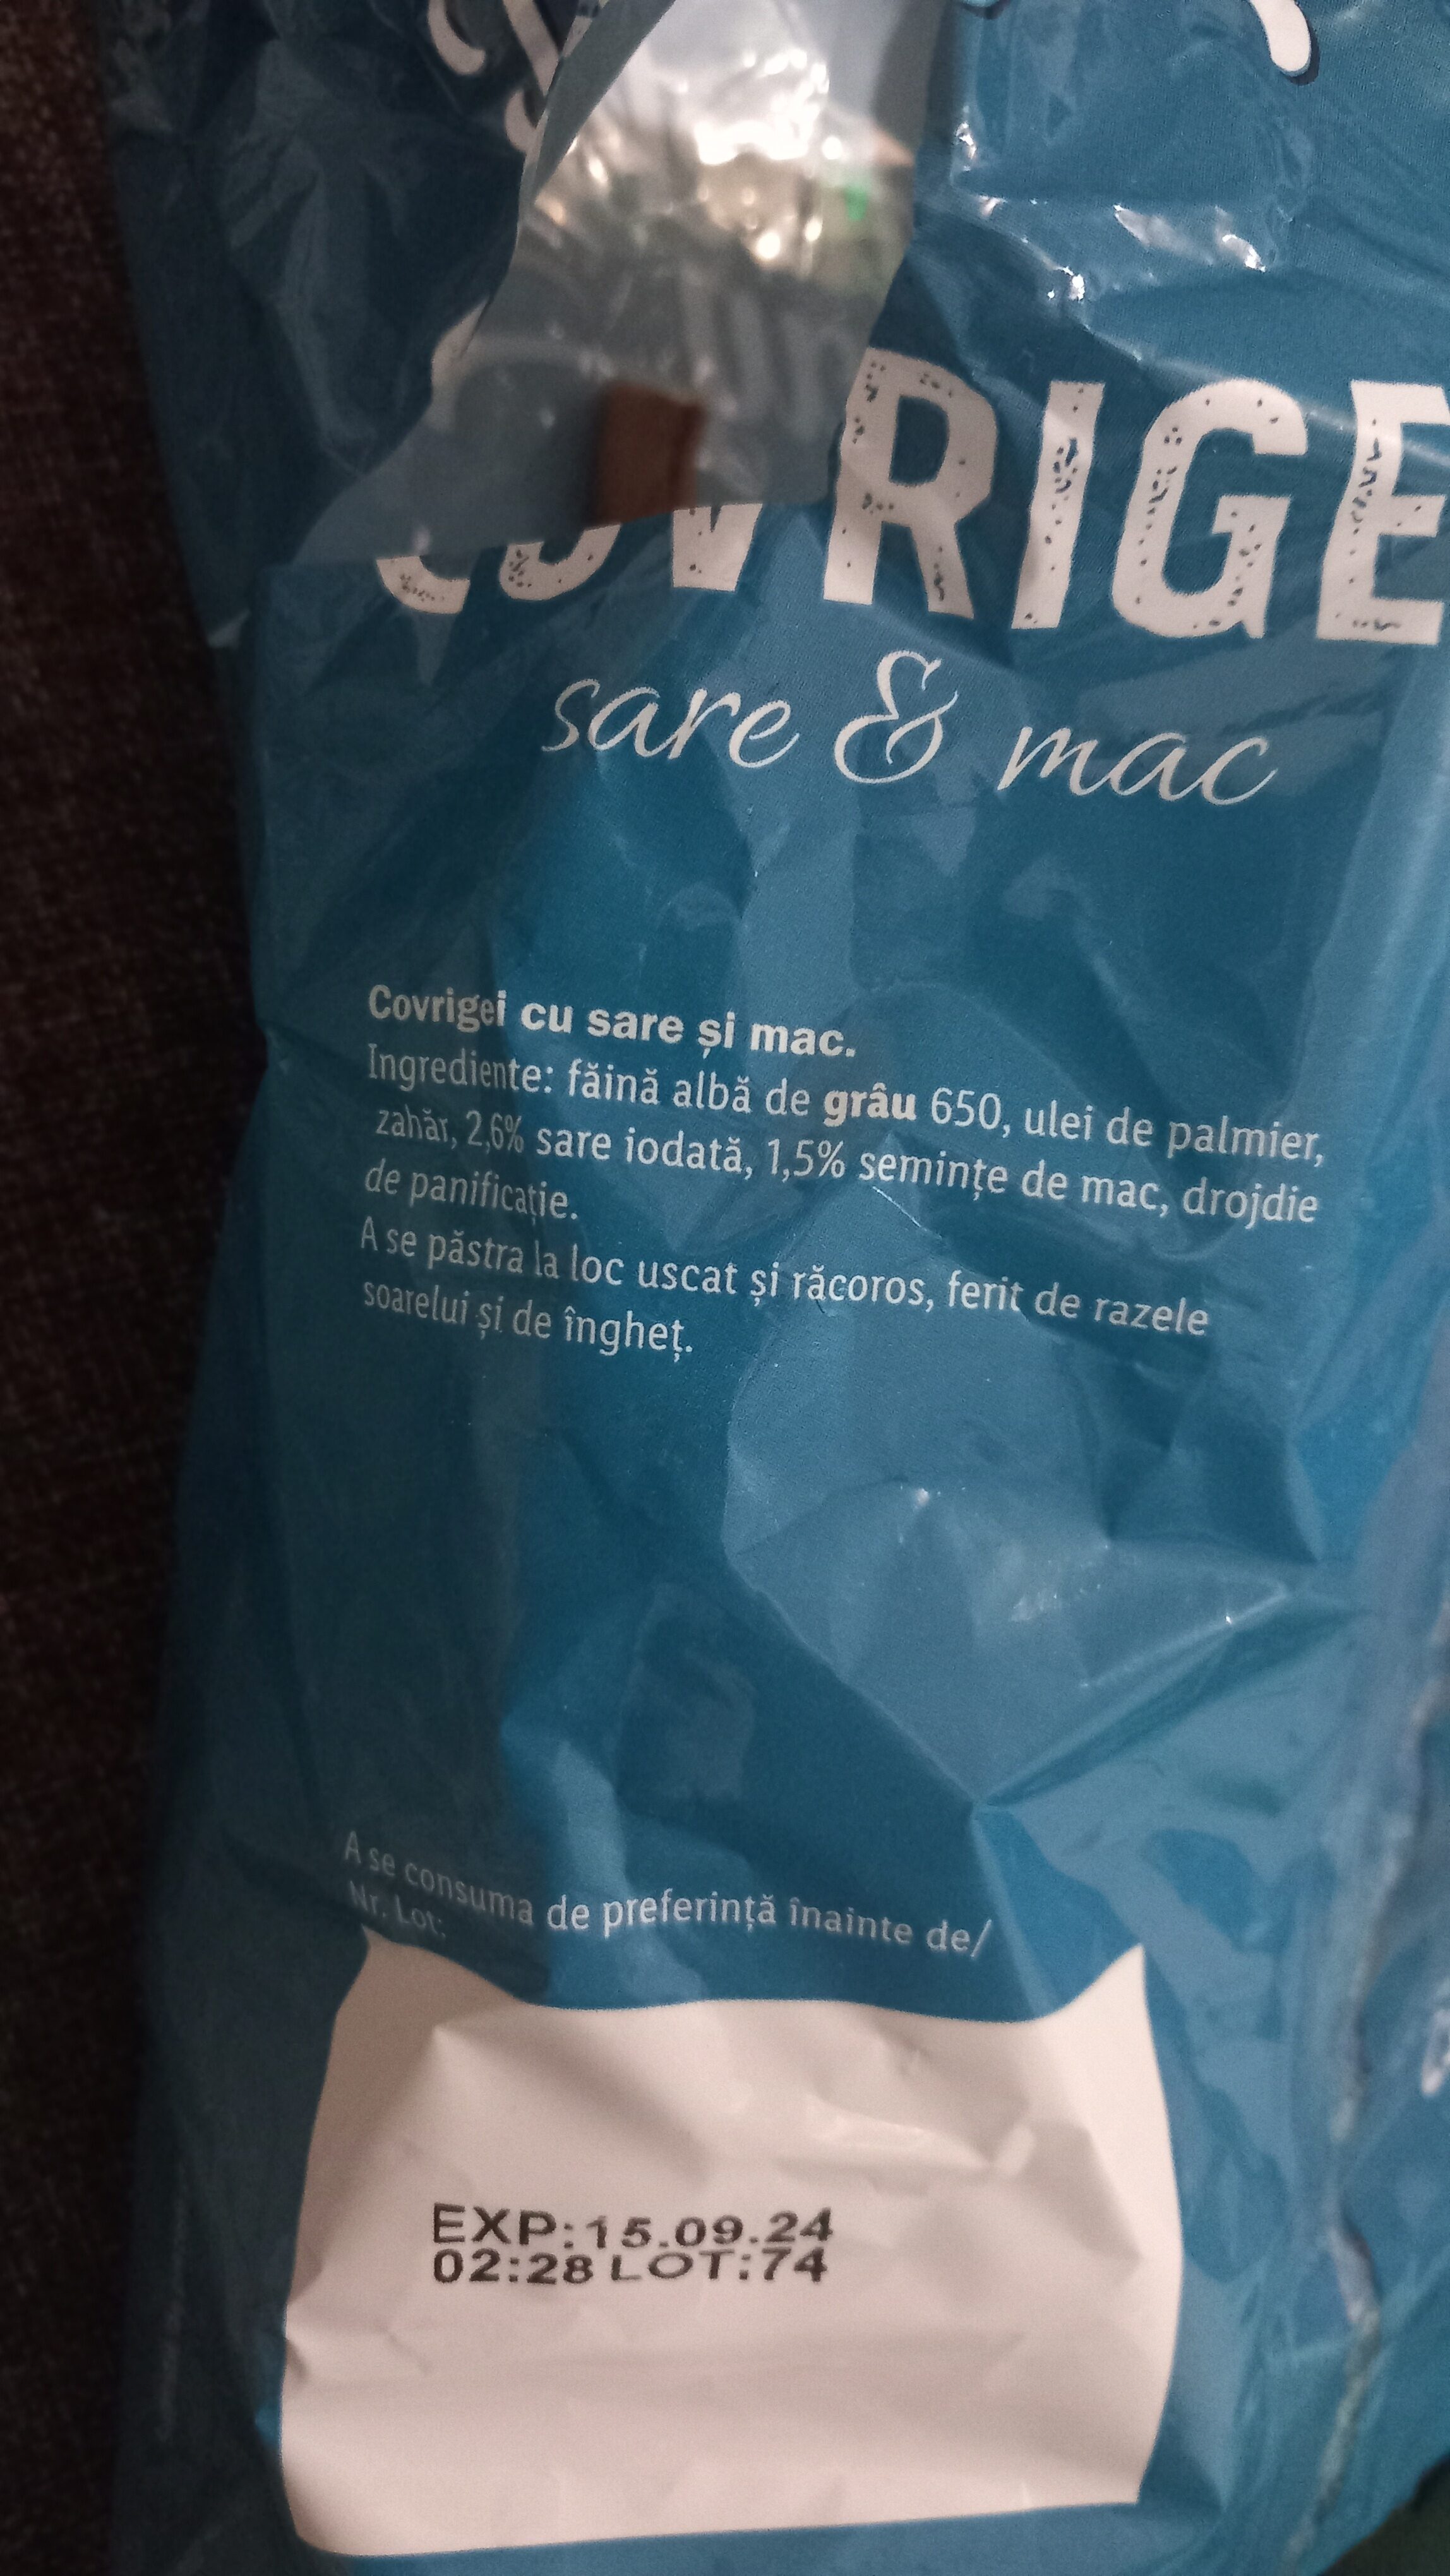 COVRIGE
sare & mac
Covrigei cu sare și mac.
Ingrediente: făină albă de grâu 650, ulei de palmier,
zahăr, 2,6% sare iodată, 1,5% semințe de mac, drojdie
de panificație.
A se păstra la loc uscat și răcoros, ferit de razele
soarelui și de îngheț.
A se consuma de preferință înainte de/
Nr. Lot:
EXP:15.09.24
02:28 LOT:74